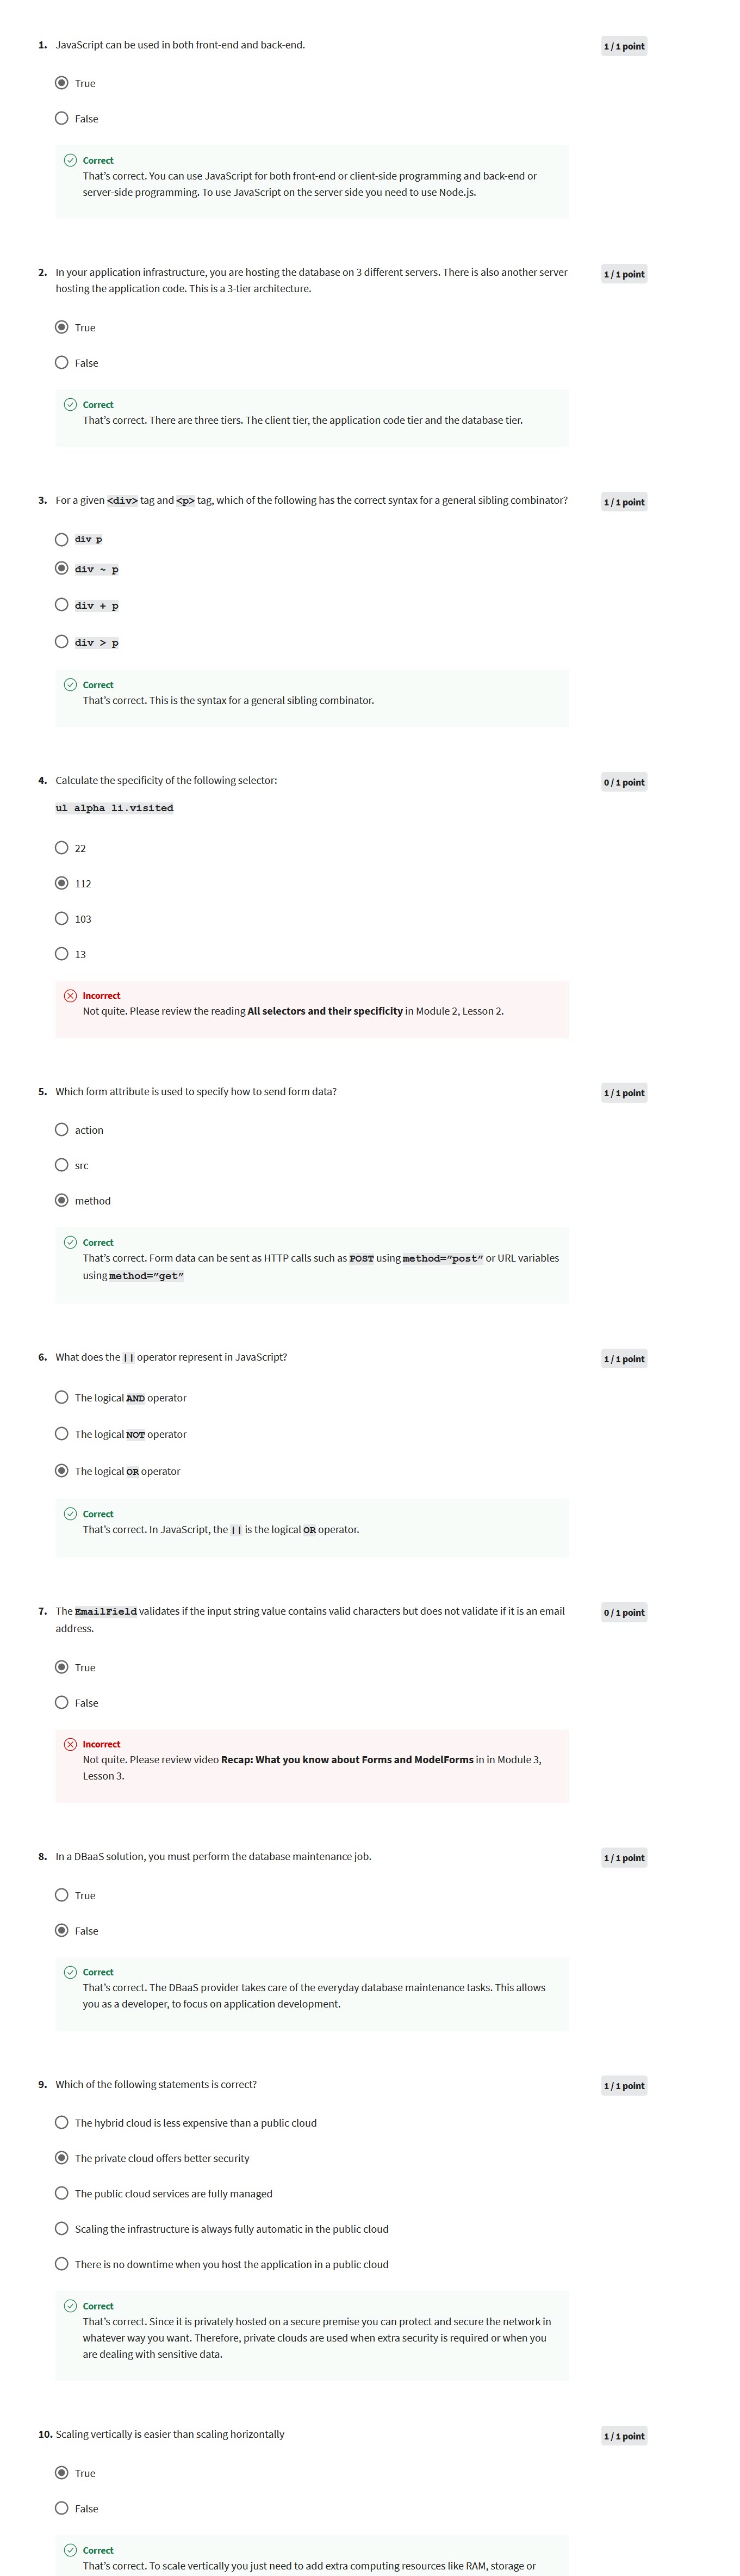 1. JavaScript can be used in both front-end and back-end.
1 / 1 point
True
False
Correct
That's correct. You can use JavaScript for both front-end or client-side programming and back-end or
server-side programming. To use JavaScript on the server side you need to use Node.js.
2. In your application infrastructure, you are hosting the database on 3 different servers. There is also another server
hosting the application code. This is a 3-tier architecture.
1 / 1 point
True
False
Correct
That's correct. There are three tiers. The client tier, the application code tier and the database tier.
3. For a given <div> tag and <p> tag, which of the following has the correct syntax for a general sibling combinator?
1 / 1 point
div p
div ~ p
div + p
div > p
Correct
That's correct. This is the syntax for a general sibling combinator.
4. Calculate the specificity of the following selector:
0 / 1 point
ul alpha li.visited
22
112
103
13
Incorrect
Not quite. Please review the reading All selectors and their specificity in Module 2, Lesson 2.
5. Which form attribute is used to specify how to send form data?
1 / 1 point
action
src
method
Correct
That's correct. Form data can be sent as HTTP calls such as POST using method="post" or URL variables
using method="get"
6. What does the || operator represent in JavaScript?
1 / 1 point
The logical AND operator
The logical NOT operator
The logical OR operator
Correct
That's correct. In JavaScript, the || is the logical OR operator.
7. The EmailField validates if the input string value contains valid characters but does not validate if it is an email
address.
0 / 1 point
True
False
Incorrect
Not quite. Please review video Recap: What you know about Forms and ModelForms in in Module 3,
Lesson 3.
8. In a DBaaS solution, you must perform the database maintenance job.
1 / 1 point
True
False
Correct
That's correct. The DBaaS provider takes care of the everyday database maintenance tasks. This allows
you as a developer, to focus on application development.
9. Which of the following statements is correct?
1 / 1 point
The hybrid cloud is less expensive than a public cloud
The private cloud offers better security
The public cloud services are fully managed
Scaling the infrastructure is always fully automatic in the public cloud
There is no downtime when you host the application in a public cloud
Correct
That's correct. Since it is privately hosted on a secure premise you can protect and secure the network in
whatever way you want. Therefore, private clouds are used when extra security is required or when you
are dealing with sensitive data.
10. Scaling vertically is easier than scaling horizontally
1 / 1 point
True
False
Correct
That's correct. To scale vertically you just need to add extra computing resources like RAM, storage or